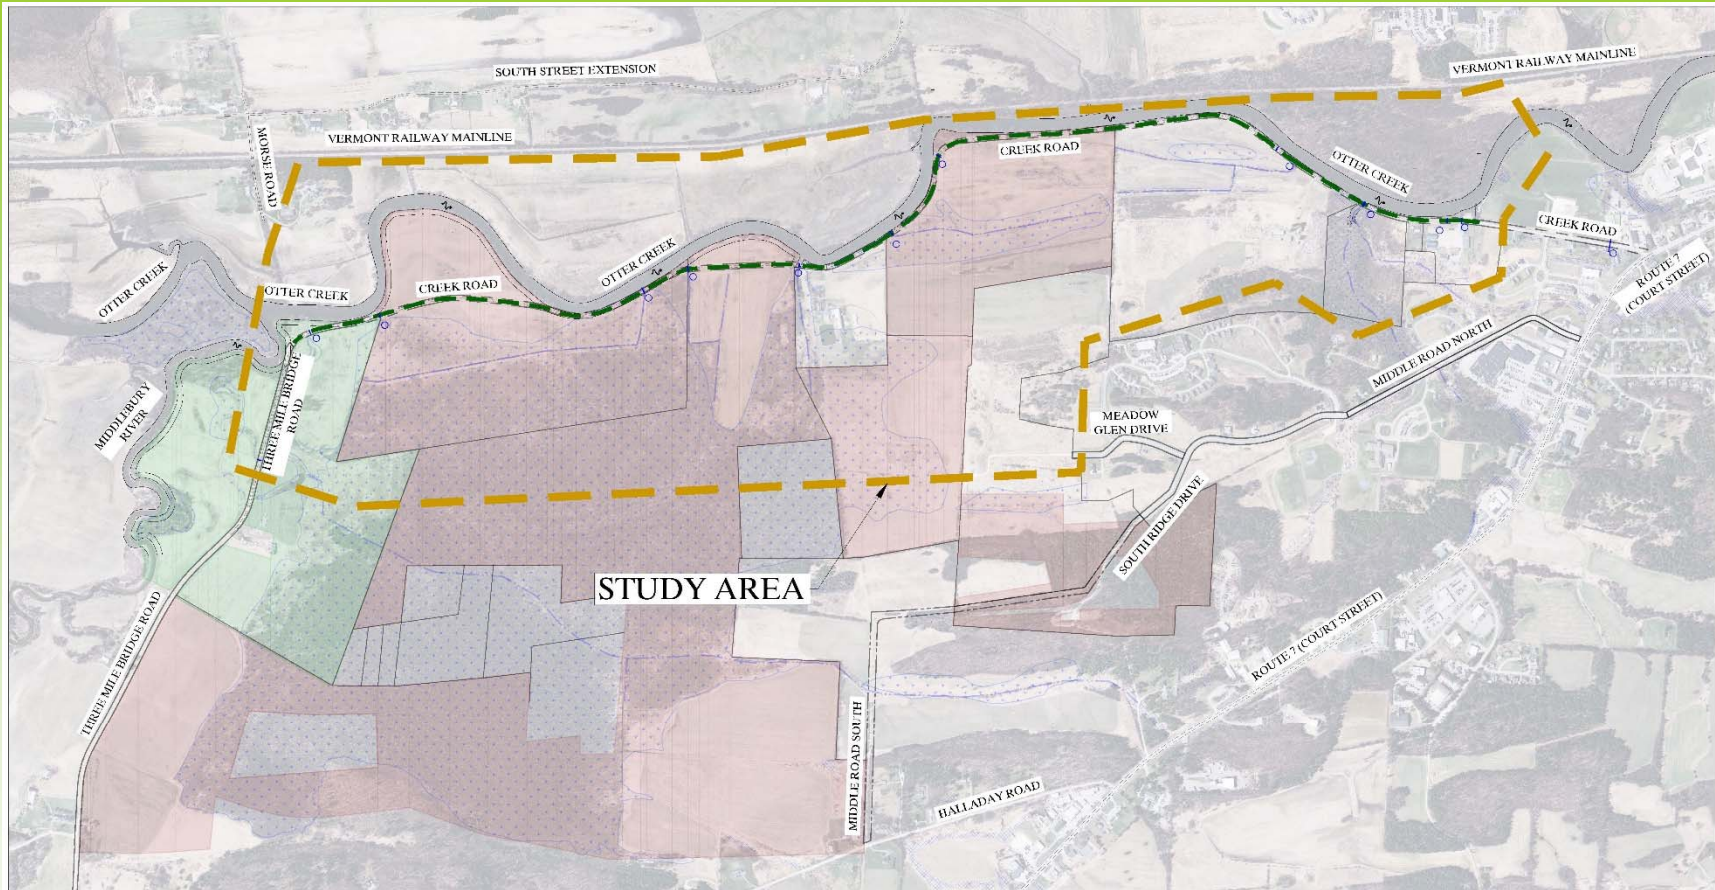 SOUTH STREET EXTENSION
VERMONT RAILWAY MAINLINE
VERMONT RAILWAY MAINLINE
MORSE ROAD
CREEK ROAD
OTTER CREEK
CREEK ROAD
OTTER CREEK
OTTER CREEK
OTTER CREEK
CREEK ROAD
ROUTE 7
(COURT STREET)
MIDDLEBURY
RIVER
THREE MILE BRIDGE
ROAD
MIDDLE ROAD NORTH
MEADOW
GLEN DRIVE
SOUTH RIDGE DRIVE
STUDY AREA
THREE MILE BRIDGE ROAD
ROUTE 7 (COURT STREET)
MIDDLE ROAD SOUTH
HALLADAY ROAD